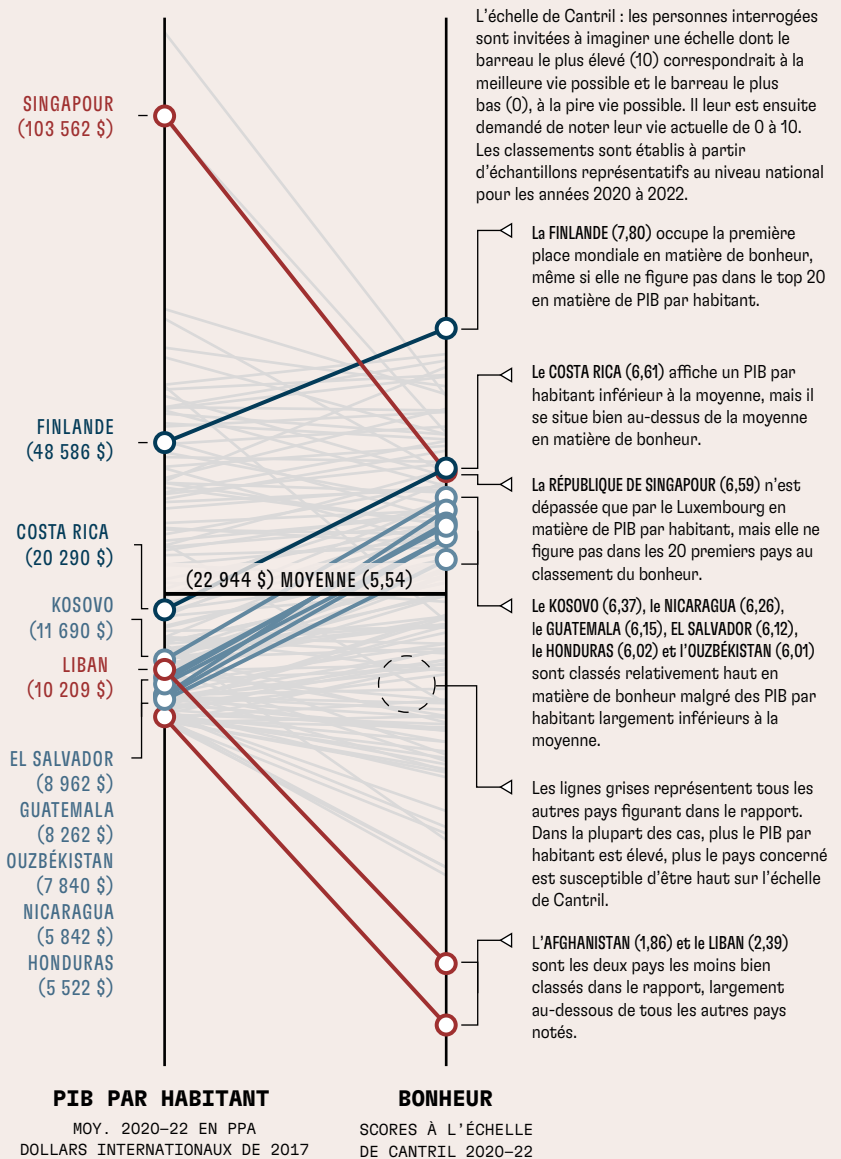 L'échelle de Cantril : les personnes interrogées
sont invitées à imaginer une échelle dont le
barreau le plus élevé (10) correspondrait à la
meilleure vie possible et le barreau le plus
bas (0), à la pire vie possible. Il leur est ensuite
demandé de noter leur vie actuelle de 0 à 10.
Les classements sont établis à partir
d'échantillons représentatifs au niveau national
pour les années 2020 à 2022.
SINGAPOUR
(103 562 $)
FINLANDE
(48 586 $)
COSTA RICA
(20 290 $)
KOSOVO
(11 690 $)
LIBAN
(10 209 $)
EL SALVADOR
(8 962 $)
GUATEMALA
(8 262 $)
OUZBÉKISTAN
(7 840 $)
NICARAGUA
(5 842 $)
HONDURAS
(5 522 $)
(22 944 $) MOYENNE (5,54)
La FINLANDE (7,80) occupe la première
place mondiale en matière de bonheur,
même si elle ne figure pas dans le top 20
en matière de PIB par habitant.
Le COSTA RICA (6,61) affiche un PIB par
habitant inférieur à la moyenne, mais il
se situe bien au-dessus de la moyenne
en matière de bonheur.
La RÉPUBLIQUE DE SINGAPOUR (6,59) n'est
dépassée que par le Luxembourg en
matière de PIB par habitant, mais elle ne
figure pas dans les 20 premiers pays au
classement du bonheur.
Le KOSOVO (6,37), le NICARAGUA (6,26),
le GUATEMALA (6,15), EL SALVADOR (6,12),
le HONDURAS (6,02) et l'OUZBÉKISTAN (6,01)
sont classés relativement haut en
matière de bonheur malgré des PIB par
habitant largement inférieurs à la
moyenne.
Les lignes grises représentent tous les
autres pays figurant dans le rapport.
Dans la plupart des cas, plus le PIB par
habitant est élevé, plus le pays concerné
est susceptible d'être haut sur l'échelle
de Cantril.
L'AFGHANISTAN (1,86) et le LIBAN (2,39)
sont les deux pays les moins bien
classés dans le rapport, largement
au-dessous de tous les autres pays
notés.
PIB PAR HABITANT
MOY. 2020–22 EN PPA
DOLLARS INTERNATIONAUX DE 2017
BONHEUR
SCORES À L'ÉCHELLE
DE CANTRIL 2020–22